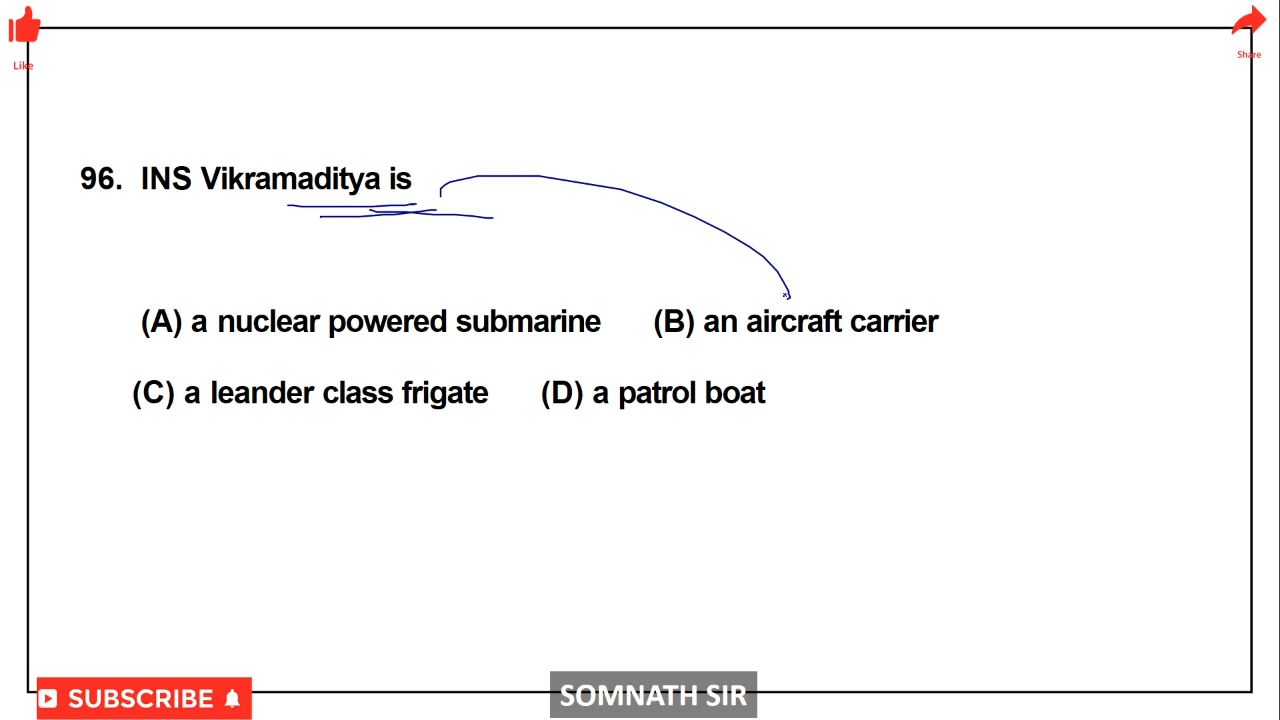 Like
Share
96. INS Vikramaditya is
(A) a nuclear powered submarine (B) an aircraft carrier
(C) a leander class frigate (D) a patrol boat
SUBSCRIBE
SOMNATH SIR